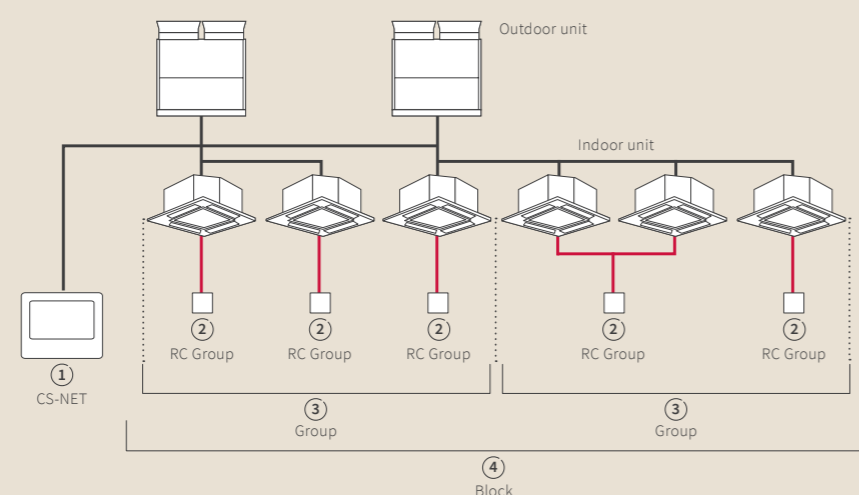 Outdoor unit
Indoor unit
2 2 2 2 2
RC Group RC Group RC Group RC Group RC Group
1
CS-NET
3 3
Group Group
4
Block